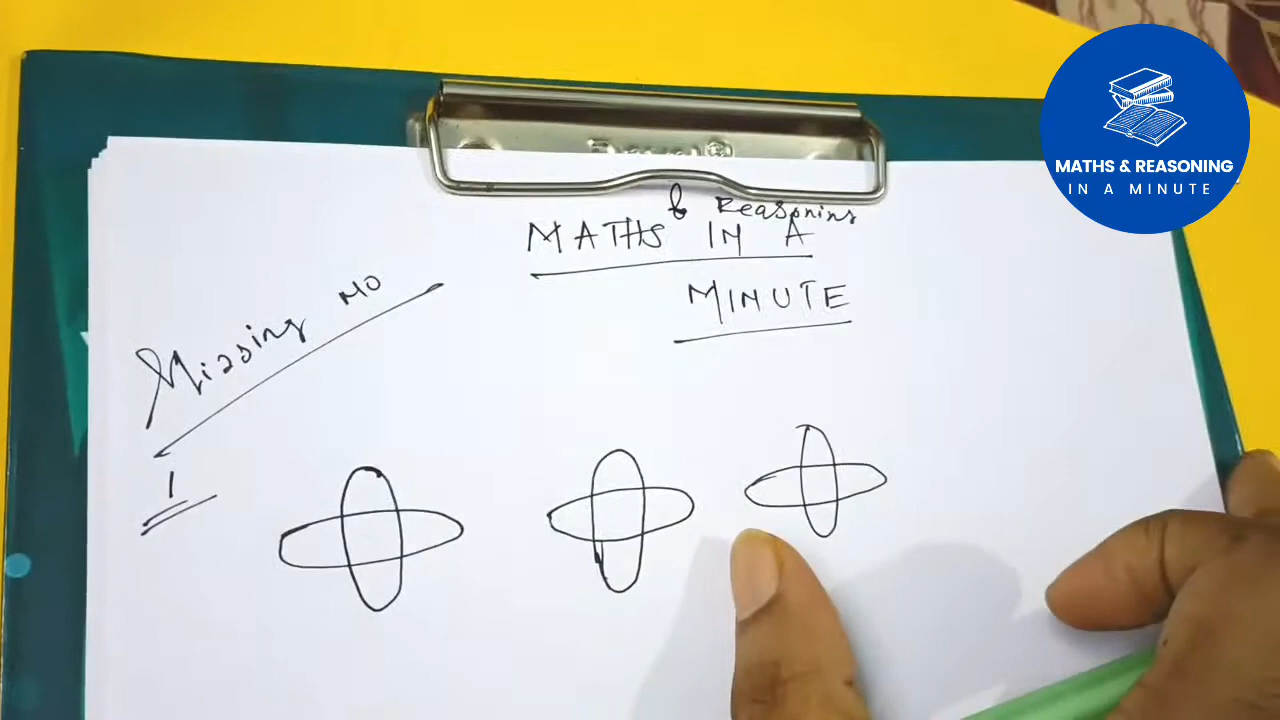 MATHS & REASONING
IN A MINUTE
& Reasoning
MATHS IN A
MINUTE
Missing NO
1